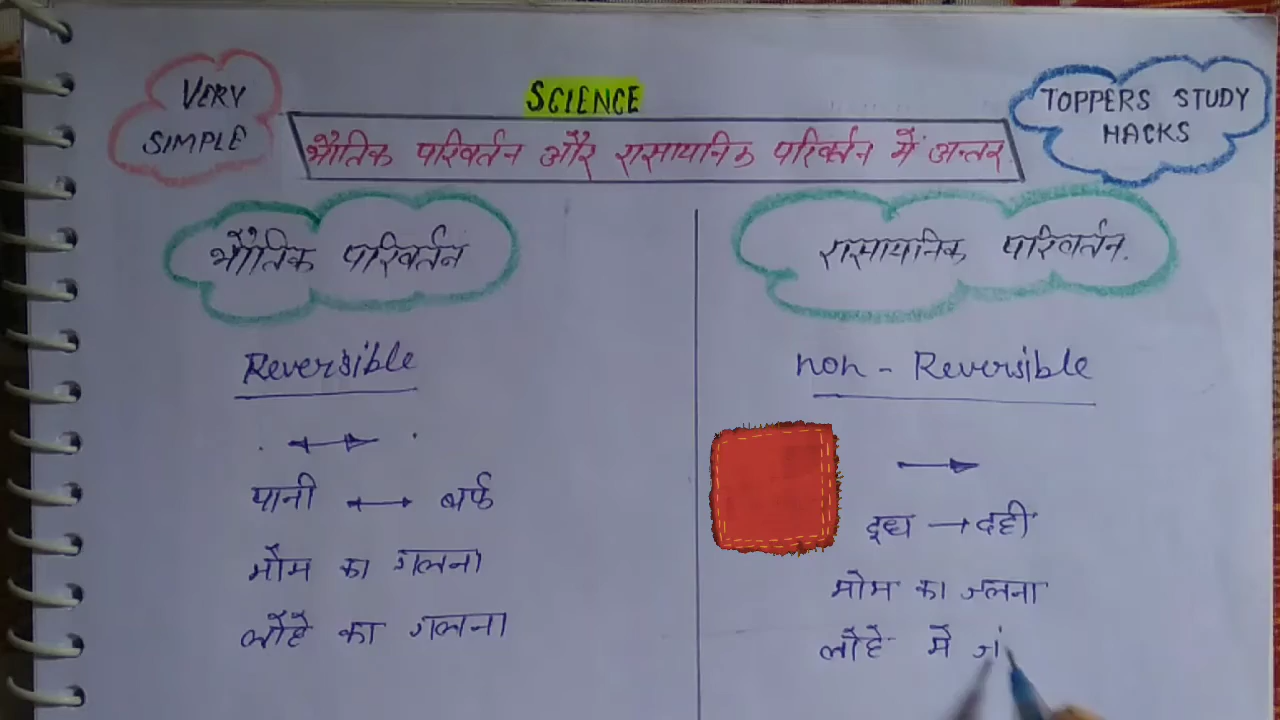 VERY
SIMPLE
SCIENCE
TOPPERS STUDY
HACKS
भौतिक परिवर्तन और रासायनिक परिवर्तन में अन्तर
भौतिक परिवर्तन
Reversible
पानी ↔ बर्फ
मोम का गलना
लोहे का गलना
रासायनिक परिवर्तन.
non - Reversible
→
दूध → दही
मोम का जलना
लोहे में जं